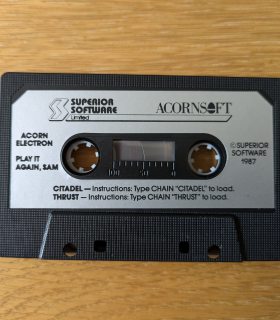 SUPERIOR SOFTWARE Limited
ACORNSOFT
ACORN ELECTRON
PLAY IT AGAIN, SAM
© SUPERIOR SOFTWARE 1987
100 50 0
CITADEL — Instructions: Type CHAIN "CITADEL" to load.
THRUST — Instructions: Type CHAIN "THRUST" to load.